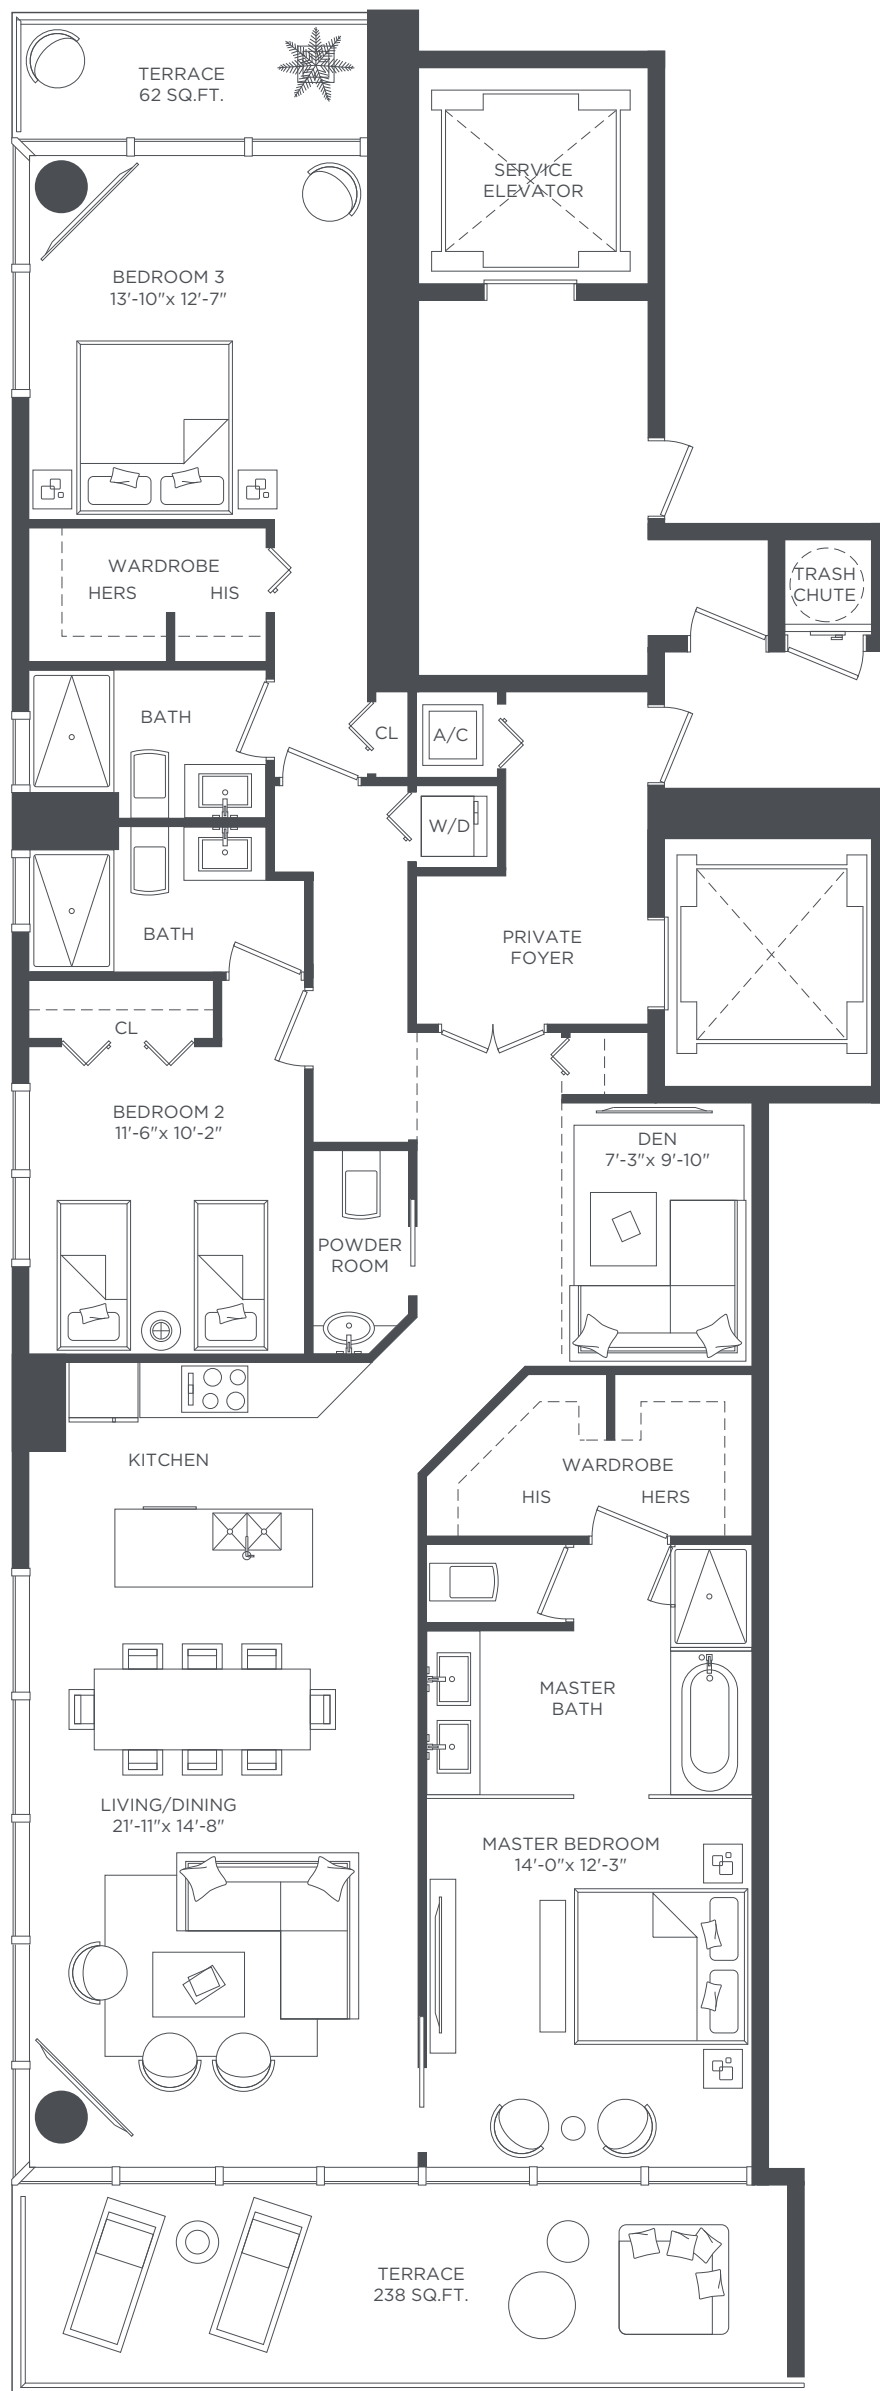 TERRACE
62 SQ.FT.
SERVICE
ELEVATOR
BEDROOM 3
13'-10"x 12'-7"
WARDROBE
HERS HIS
TRASH
CHUTE
BATH
CL
A/C
W/D
BATH
PRIVATE
FOYER
CL
BEDROOM 2
11'-6"x 10'-2"
DEN
7'-3"x 9'-10"
POWDER
ROOM
KITCHEN
WARDROBE
HIS HERS
MASTER
BATH
LIVING/DINING
21'-11"x 14'-8"
MASTER BEDROOM
14'-0"x 12'-3"
TERRACE
238 SQ.FT.